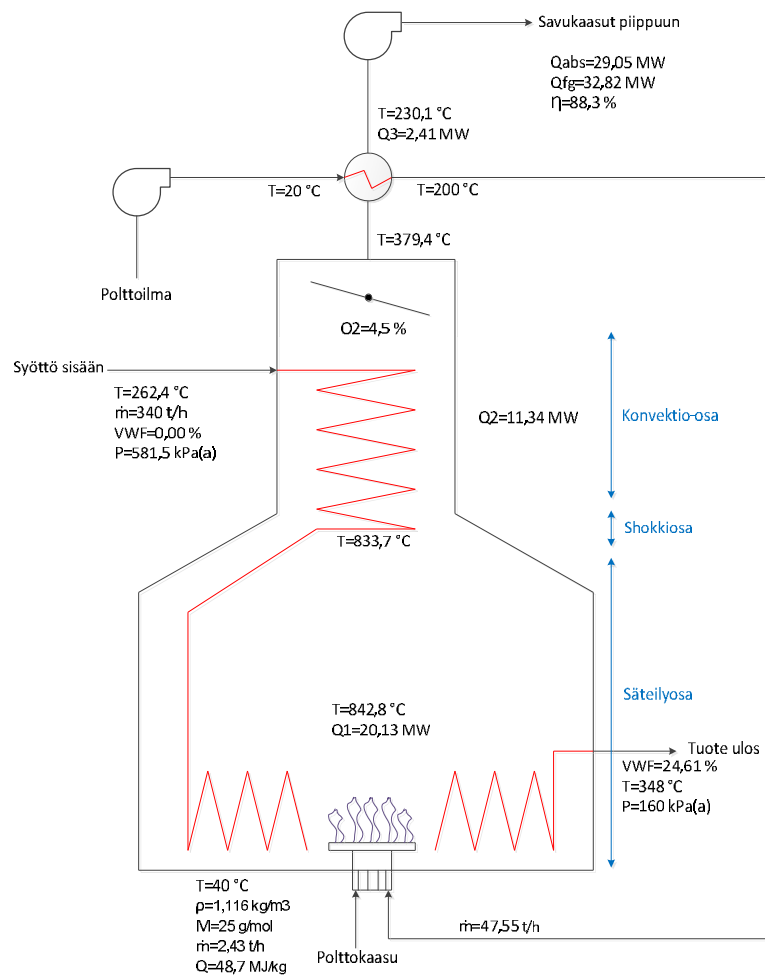 Savukaasut piippuun
Qabs=29,05 MW
Qfg=32,82 MW
η=88,3 %
T=230,1 °C
Q3=2,41 MW
T=20 °C
T=200 °C
T=379,4 °C
Polttoilma
O2=4,5 %
Syöttö sisään
T=262,4 °C
ṁ=340 t/h
VWF=0,00 %
P=581,5 kPa(a)
Q2=11,34 MW
Konvektio-osa
Shokkiosa
T=833,7 °C
Säteilyosa
T=842,8 °C
Q1=20,13 MW
Tuote ulos
VWF=24,61 %
T=348 °C
P=160 kPa(a)
T=40 °C
ρ=1,116 kg/m3
M=25 g/mol
ṁ=2,43 t/h
Q=48,7 MJ/kg
Polttokaasu
ṁ=47,55 t/h